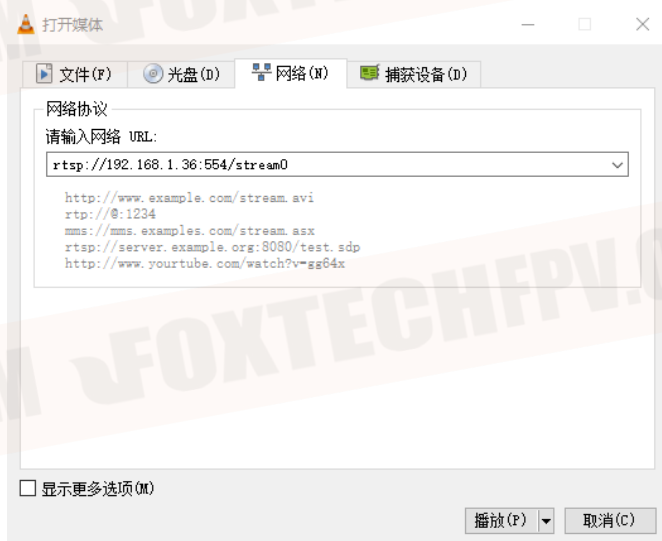 打开媒体
文件(F) 光盘(D) 网络(N) 捕获设备(D)
网络协议
请输入网络 URL:
rtsp://192.168.1.36:554/stream0
http://www.example.com/stream.avi
rtp://@:1234
mms://mms.examples.com/stream.asx
rtsp://server.example.org:8080/test.sdp
http://www.yourtube.com/watch?v=gg64x
FOXTECHFPV.C
显示更多选项(M)
播放(P) 取消(C)